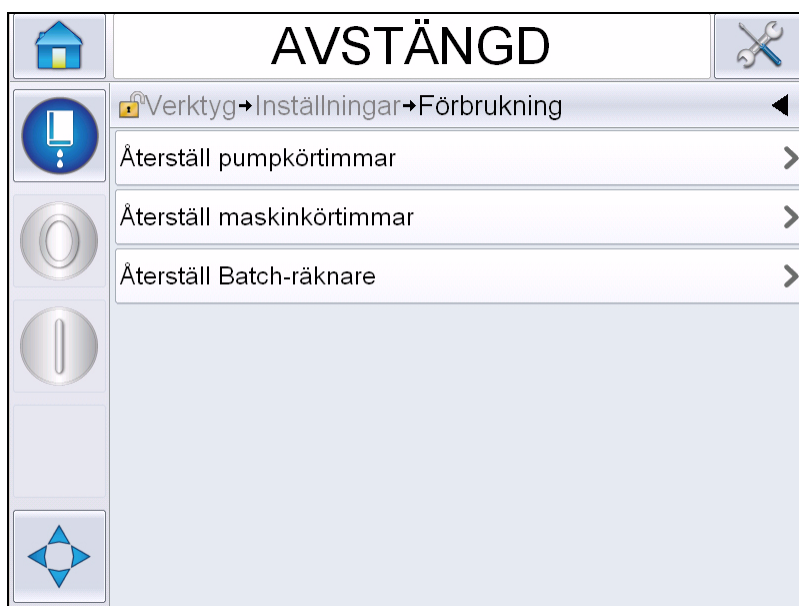 AVSTÄNGD
Verktyg→Inställningar→Förbrukning
Återställ pumpkörtimmar
Återställ maskinkörtimmar
Återställ Batch-räknare